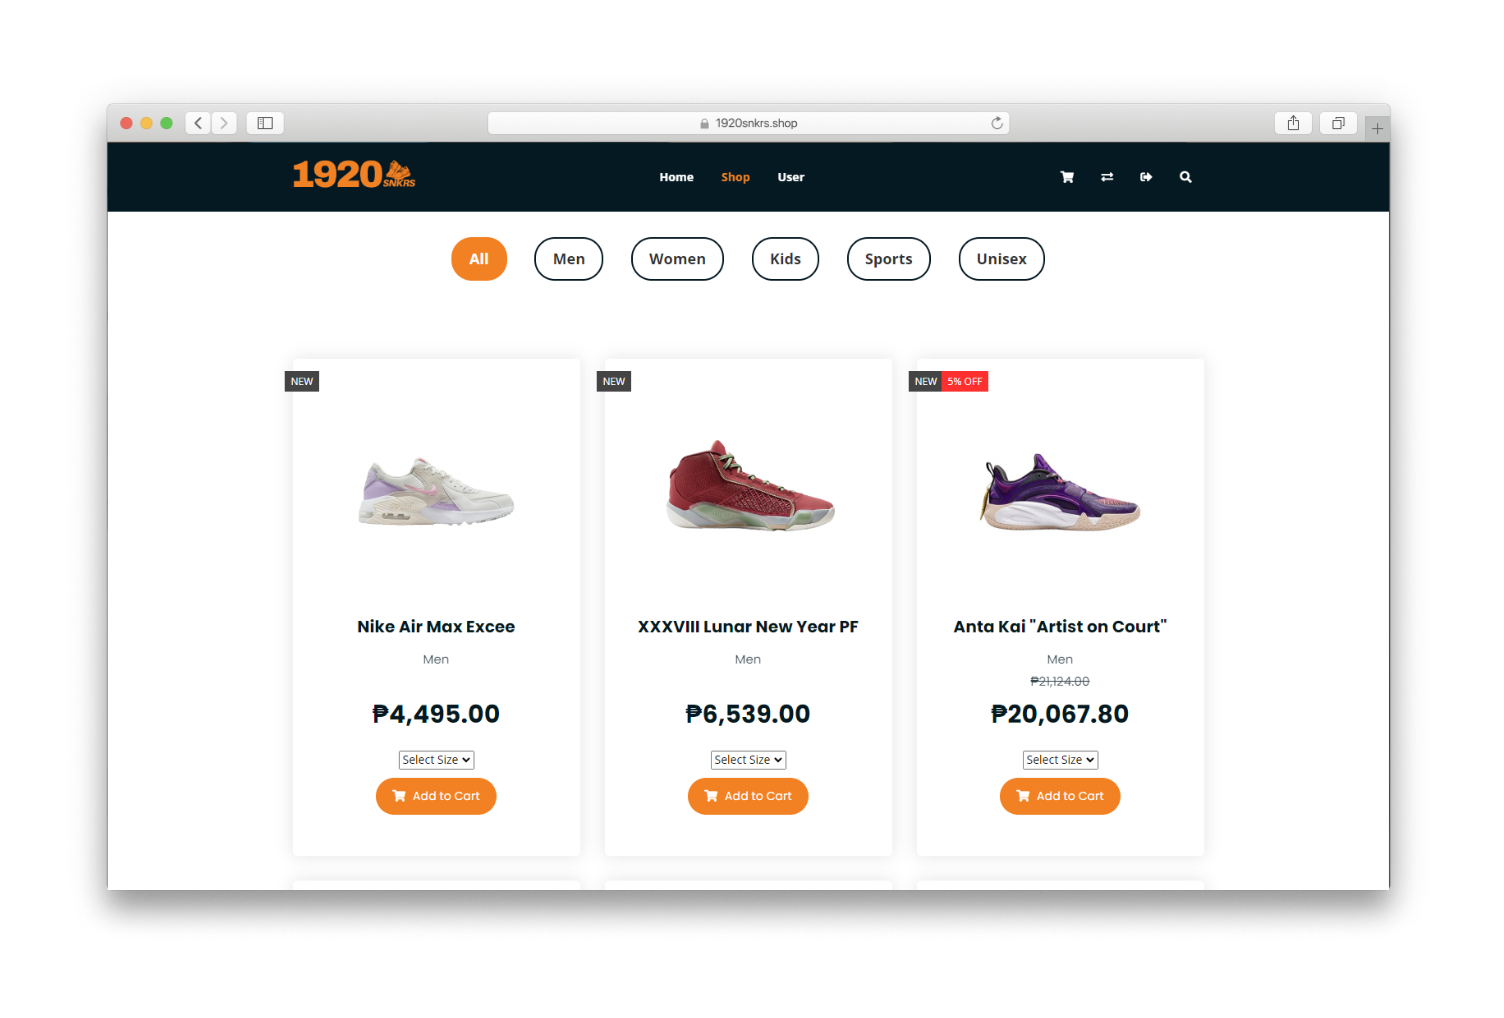 1920snkrs.shop
1920 SNKRS
Home Shop User
All Men Women Kids Sports Unisex
NEW
NEW
NEW 5% OFF
Nike Air Max Excee
XXXVIII Lunar New Year PF
Anta Kai "Artist on Court"
Men
Men
Men
₱21,124.00
₱4,495.00
₱6,539.00
₱20,067.80
Select Size
Select Size
Select Size
Add to Cart
Add to Cart
Add to Cart